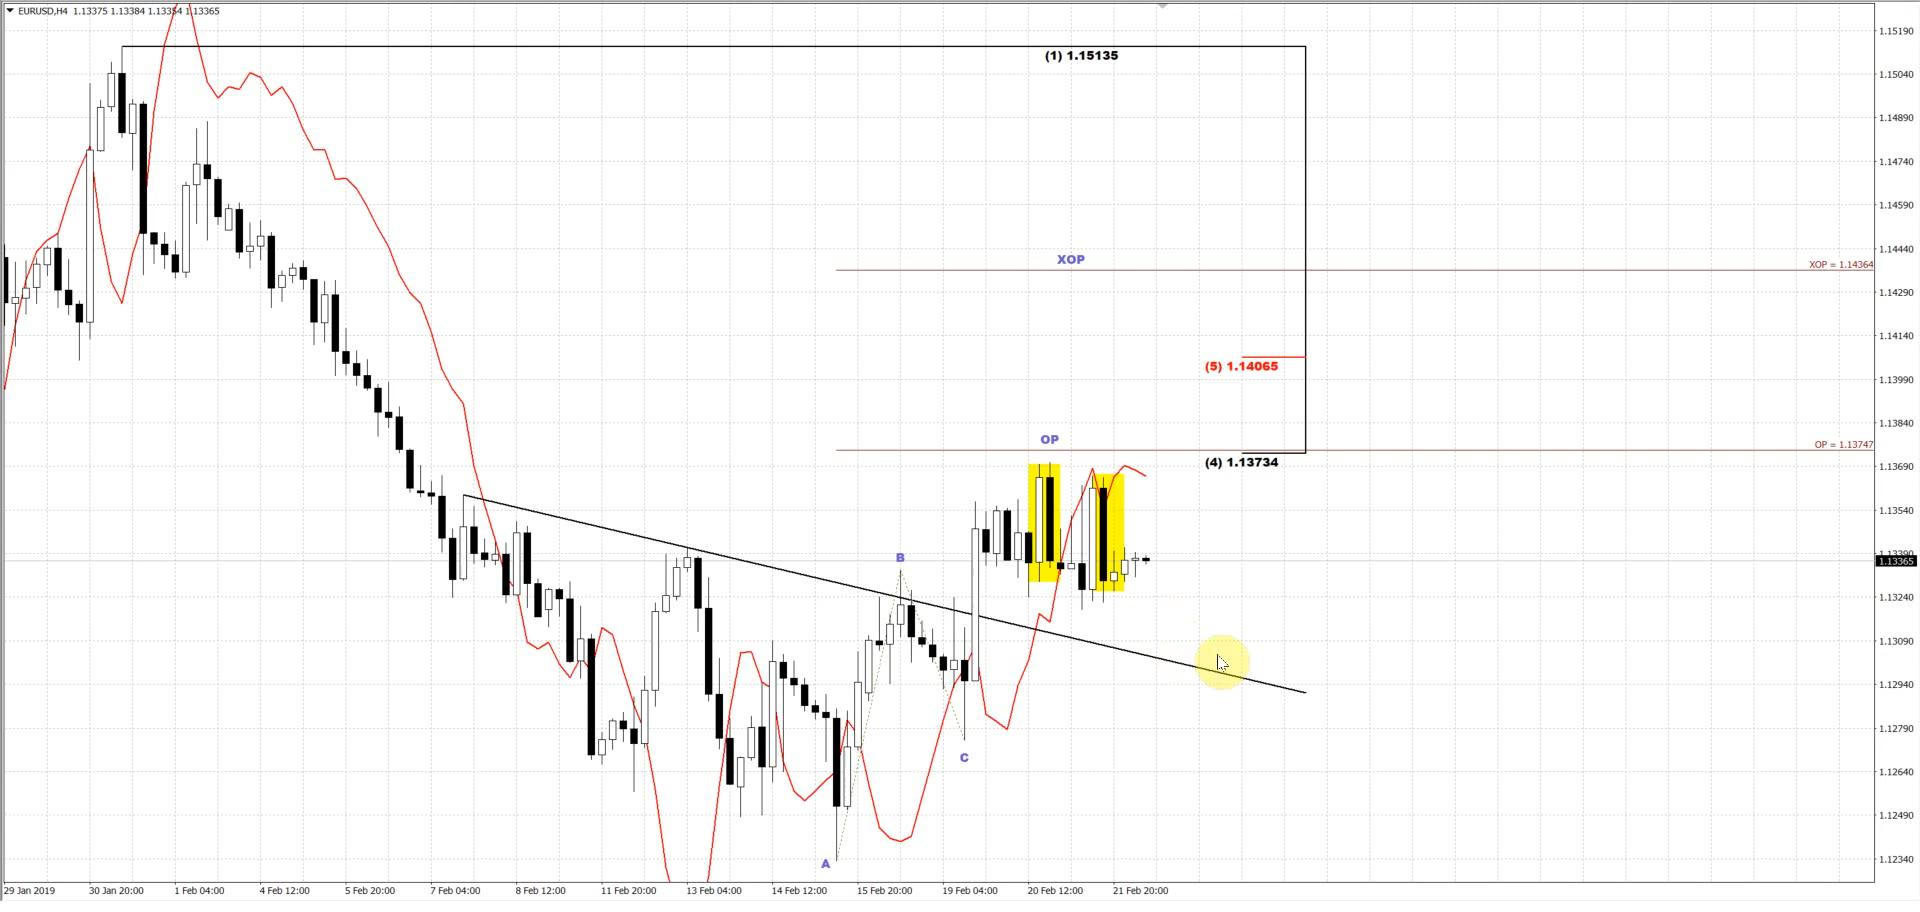 EURUSD,H4 1.13375 1.13384 1.13354 1.13365
(1) 1.15135
XOP
XOP = 1.14364
(5) 1.14065
OP
OP = 1.13747
(4) 1.13734
B
C
A
1.15190
1.15040
1.14890
1.14740
1.14590
1.14440
1.14290
1.14140
1.13990
1.13840
1.13690
1.13540
1.13390
1.13365
1.13240
1.13090
1.12940
1.12790
1.12640
1.12490
1.12340
29 Jan 2019 30 Jan 20:00 1 Feb 04:00 4 Feb 12:00 5 Feb 20:00 7 Feb 04:00 8 Feb 12:00 11 Feb 20:00 13 Feb 04:00 14 Feb 12:00 15 Feb 20:00 19 Feb 04:00 20 Feb 12:00 21 Feb 20:00